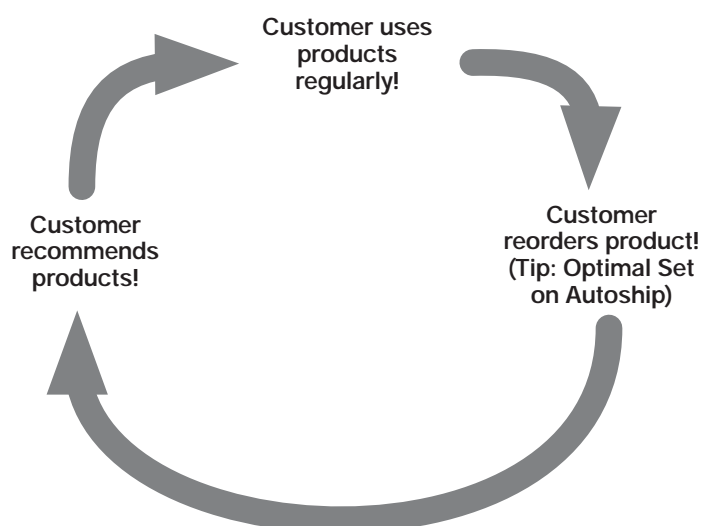 Customer uses
products
regularly!
Customer
reorders product!
(Tip: Optimal Set
on Autoship)
Customer
recommends
products!